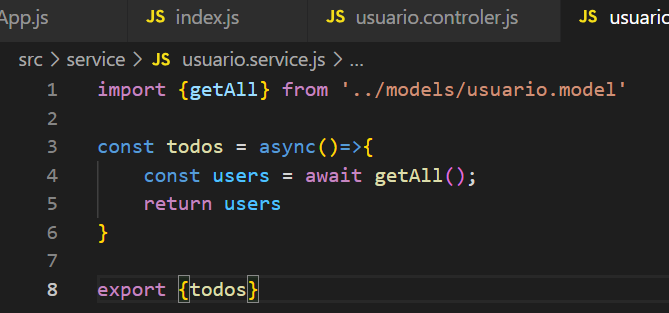 App.js JS index.js JS usuario.controler.js JS usuario
src > service > JS usuario.service.js > ...
1 import {getAll} from '../models/usuario.model'
2
3 const todos = async()=>{
4 const users = await getAll();
5 return users
6 }
7
8 export {todos}